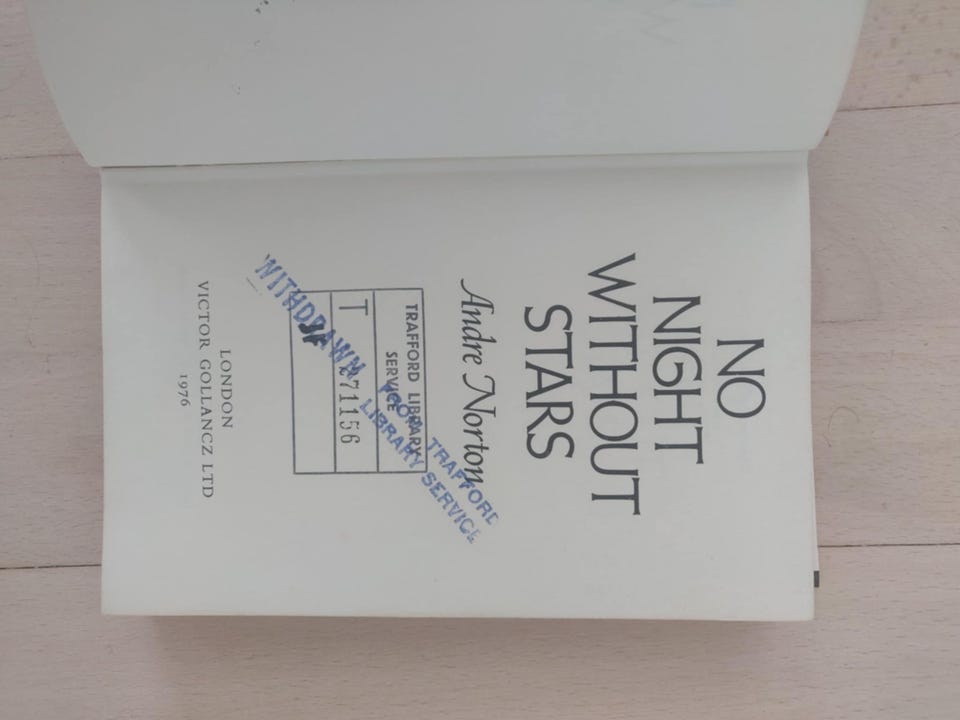 NO
NIGHT
WITHOUT
STARS
Andre Norton
TRAFFORD LIBRARY
SERVICE
T 271156
JF
WITHDRAWN FROM TRAFFORD
LIBRARY SERVICE
LONDON
VICTOR GOLLANCZ LTD
1976